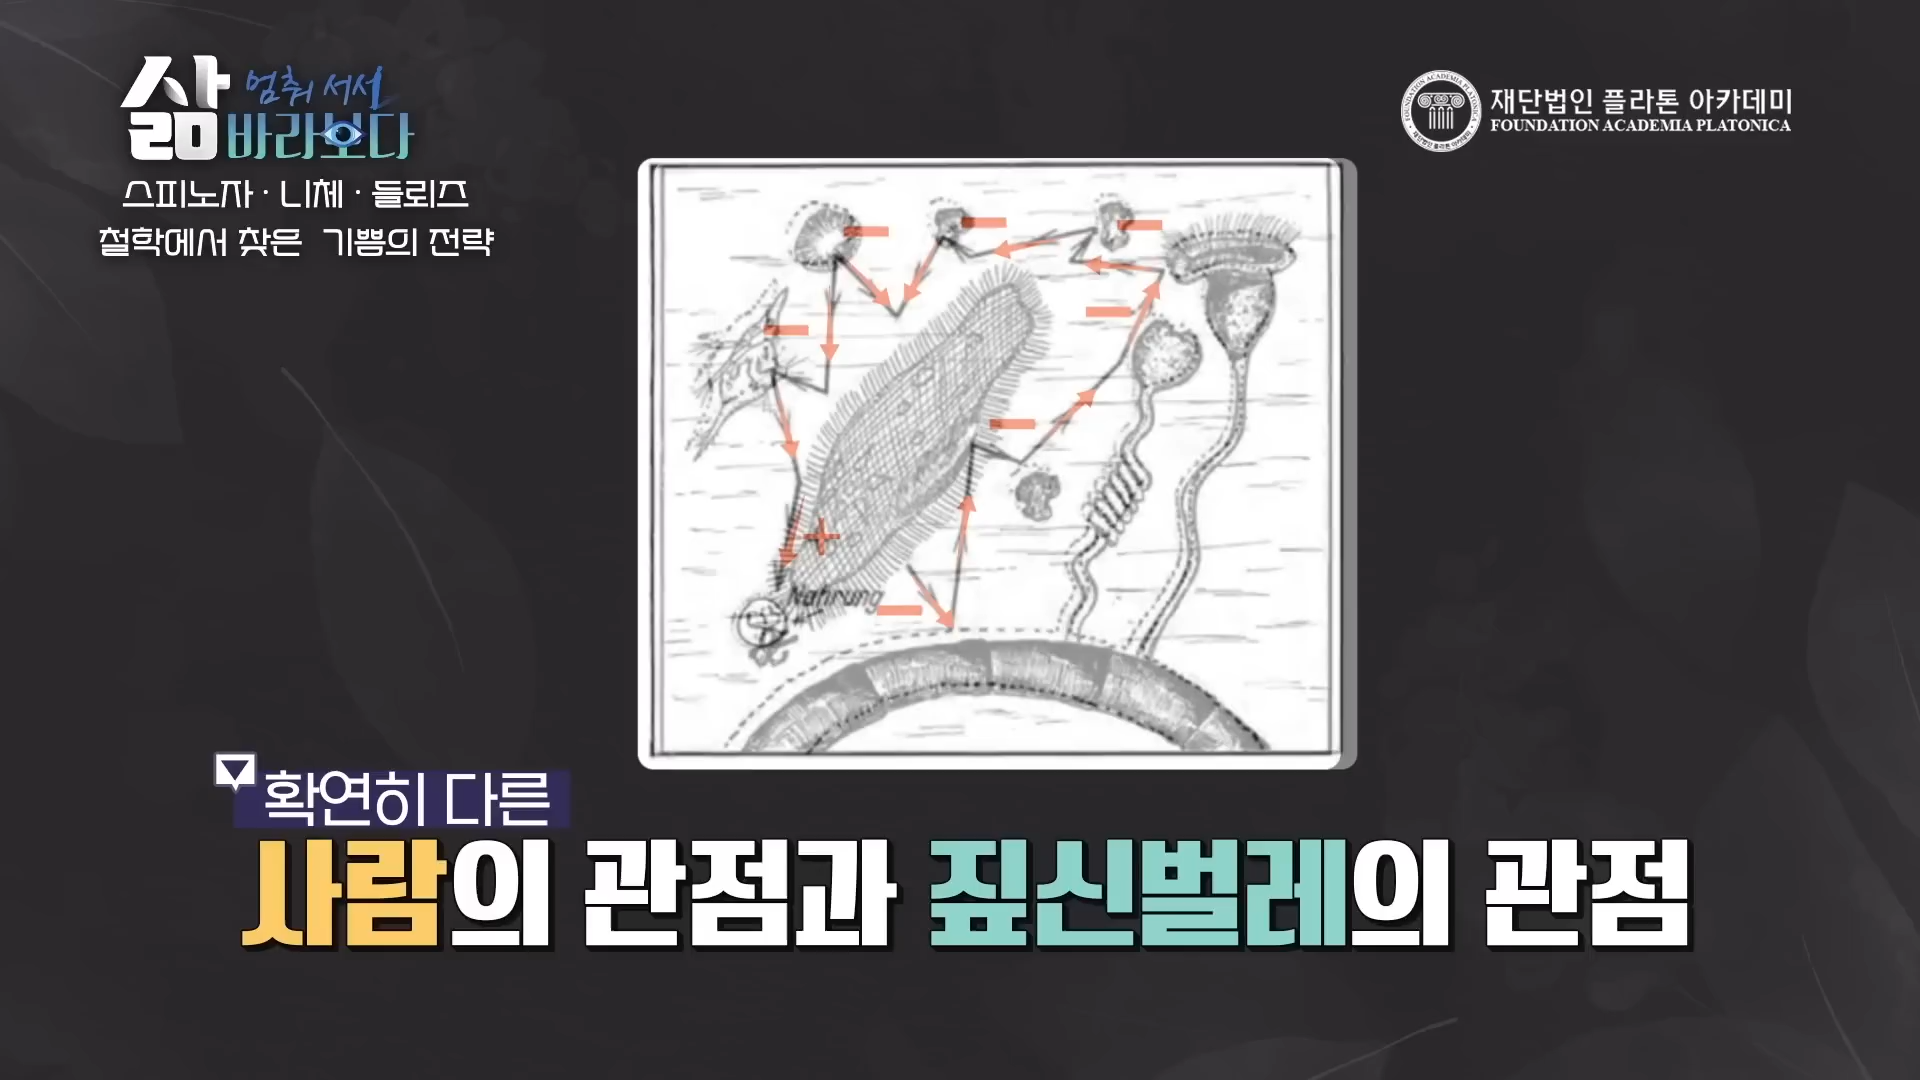 삶 멈춰 서서
바라보다
스피노자 · 니체 · 들뢰즈
철학에서 찾은 기쁨의 전략
재단법인 플라톤 아카데미
FOUNDATION ACADEMIA PLATONICA
Nahrung
확연히 다른
사람의 관점과 짚신벌레의 관점